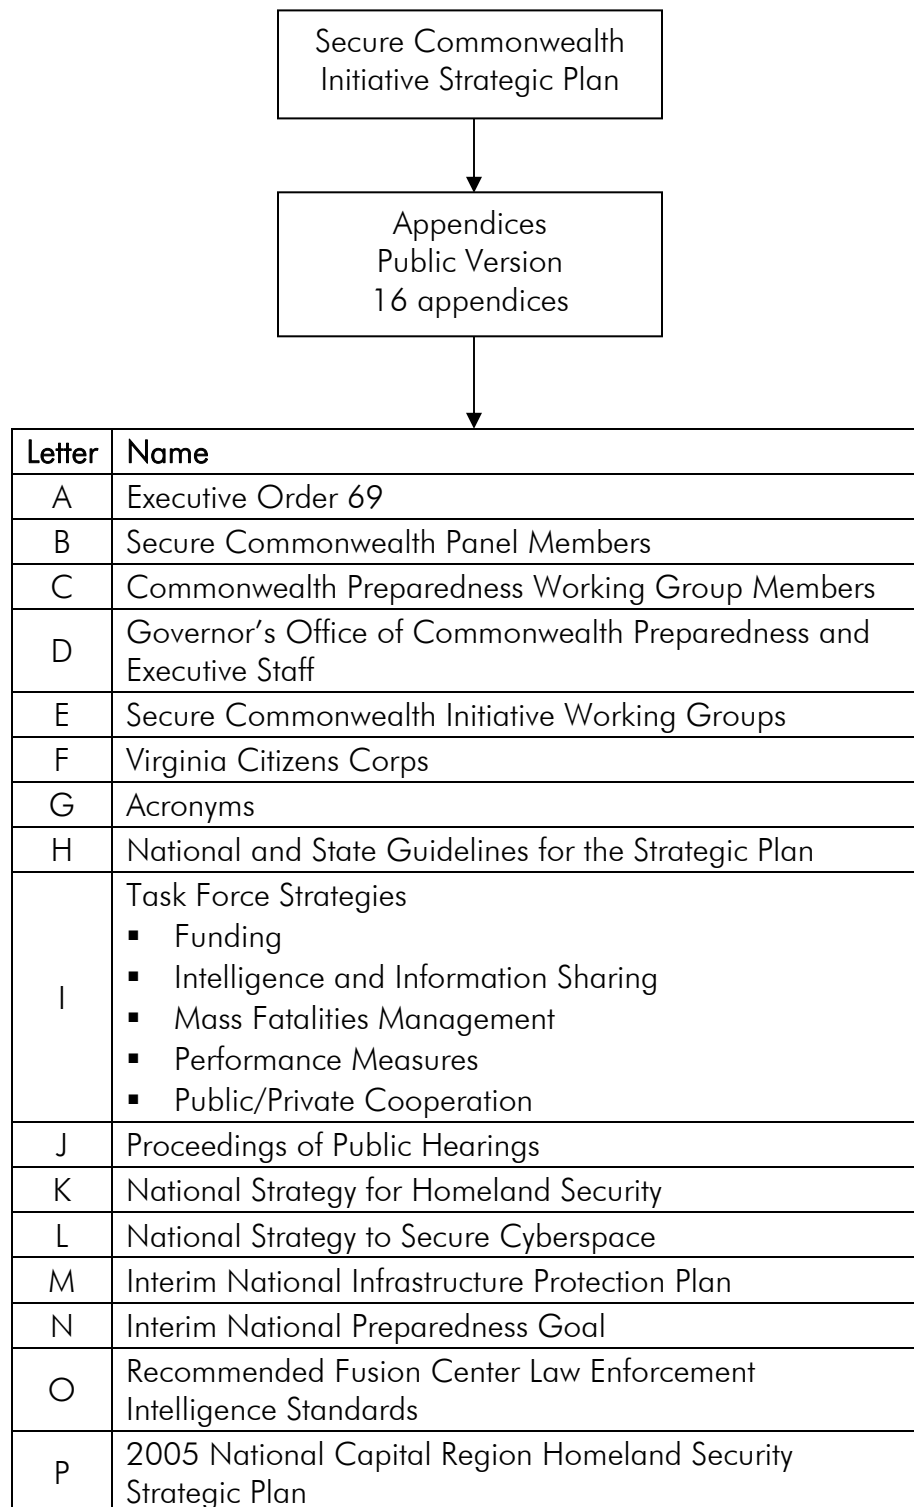 Secure Commonwealth
Initiative Strategic Plan
Appendices
Public Version
16 appendices
Letter Name
A Executive Order 69
B Secure Commonwealth Panel Members
C Commonwealth Preparedness Working Group Members
D Governor’s Office of Commonwealth Preparedness and
Executive Staff
E Secure Commonwealth Initiative Working Groups
F Virginia Citizens Corps
G Acronyms
H National and State Guidelines for the Strategic Plan
I Task Force Strategies
▪ Funding
▪ Intelligence and Information Sharing
▪ Mass Fatalities Management
▪ Performance Measures
▪ Public/Private Cooperation
J Proceedings of Public Hearings
K National Strategy for Homeland Security
L National Strategy to Secure Cyberspace
M Interim National Infrastructure Protection Plan
N Interim National Preparedness Goal
O Recommended Fusion Center Law Enforcement
Intelligence Standards
P 2005 National Capital Region Homeland Security
Strategic Plan